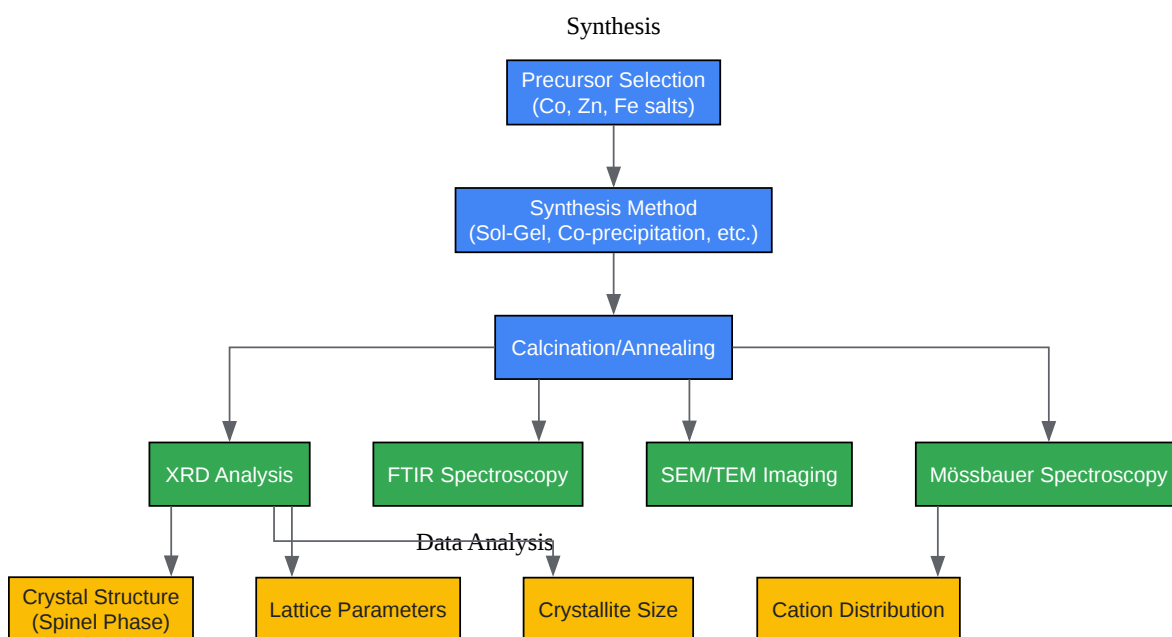 Synthesis
Precursor Selection
(Co, Zn, Fe salts)
Synthesis Method
(Sol-Gel, Co-precipitation, etc.)
Calcination/Annealing
XRD Analysis
FTIR Spectroscopy
SEM/TEM Imaging
Mössbauer Spectroscopy
Data Analysis
Crystal Structure
(Spinel Phase)
Lattice Parameters
Crystallite Size
Cation Distribution